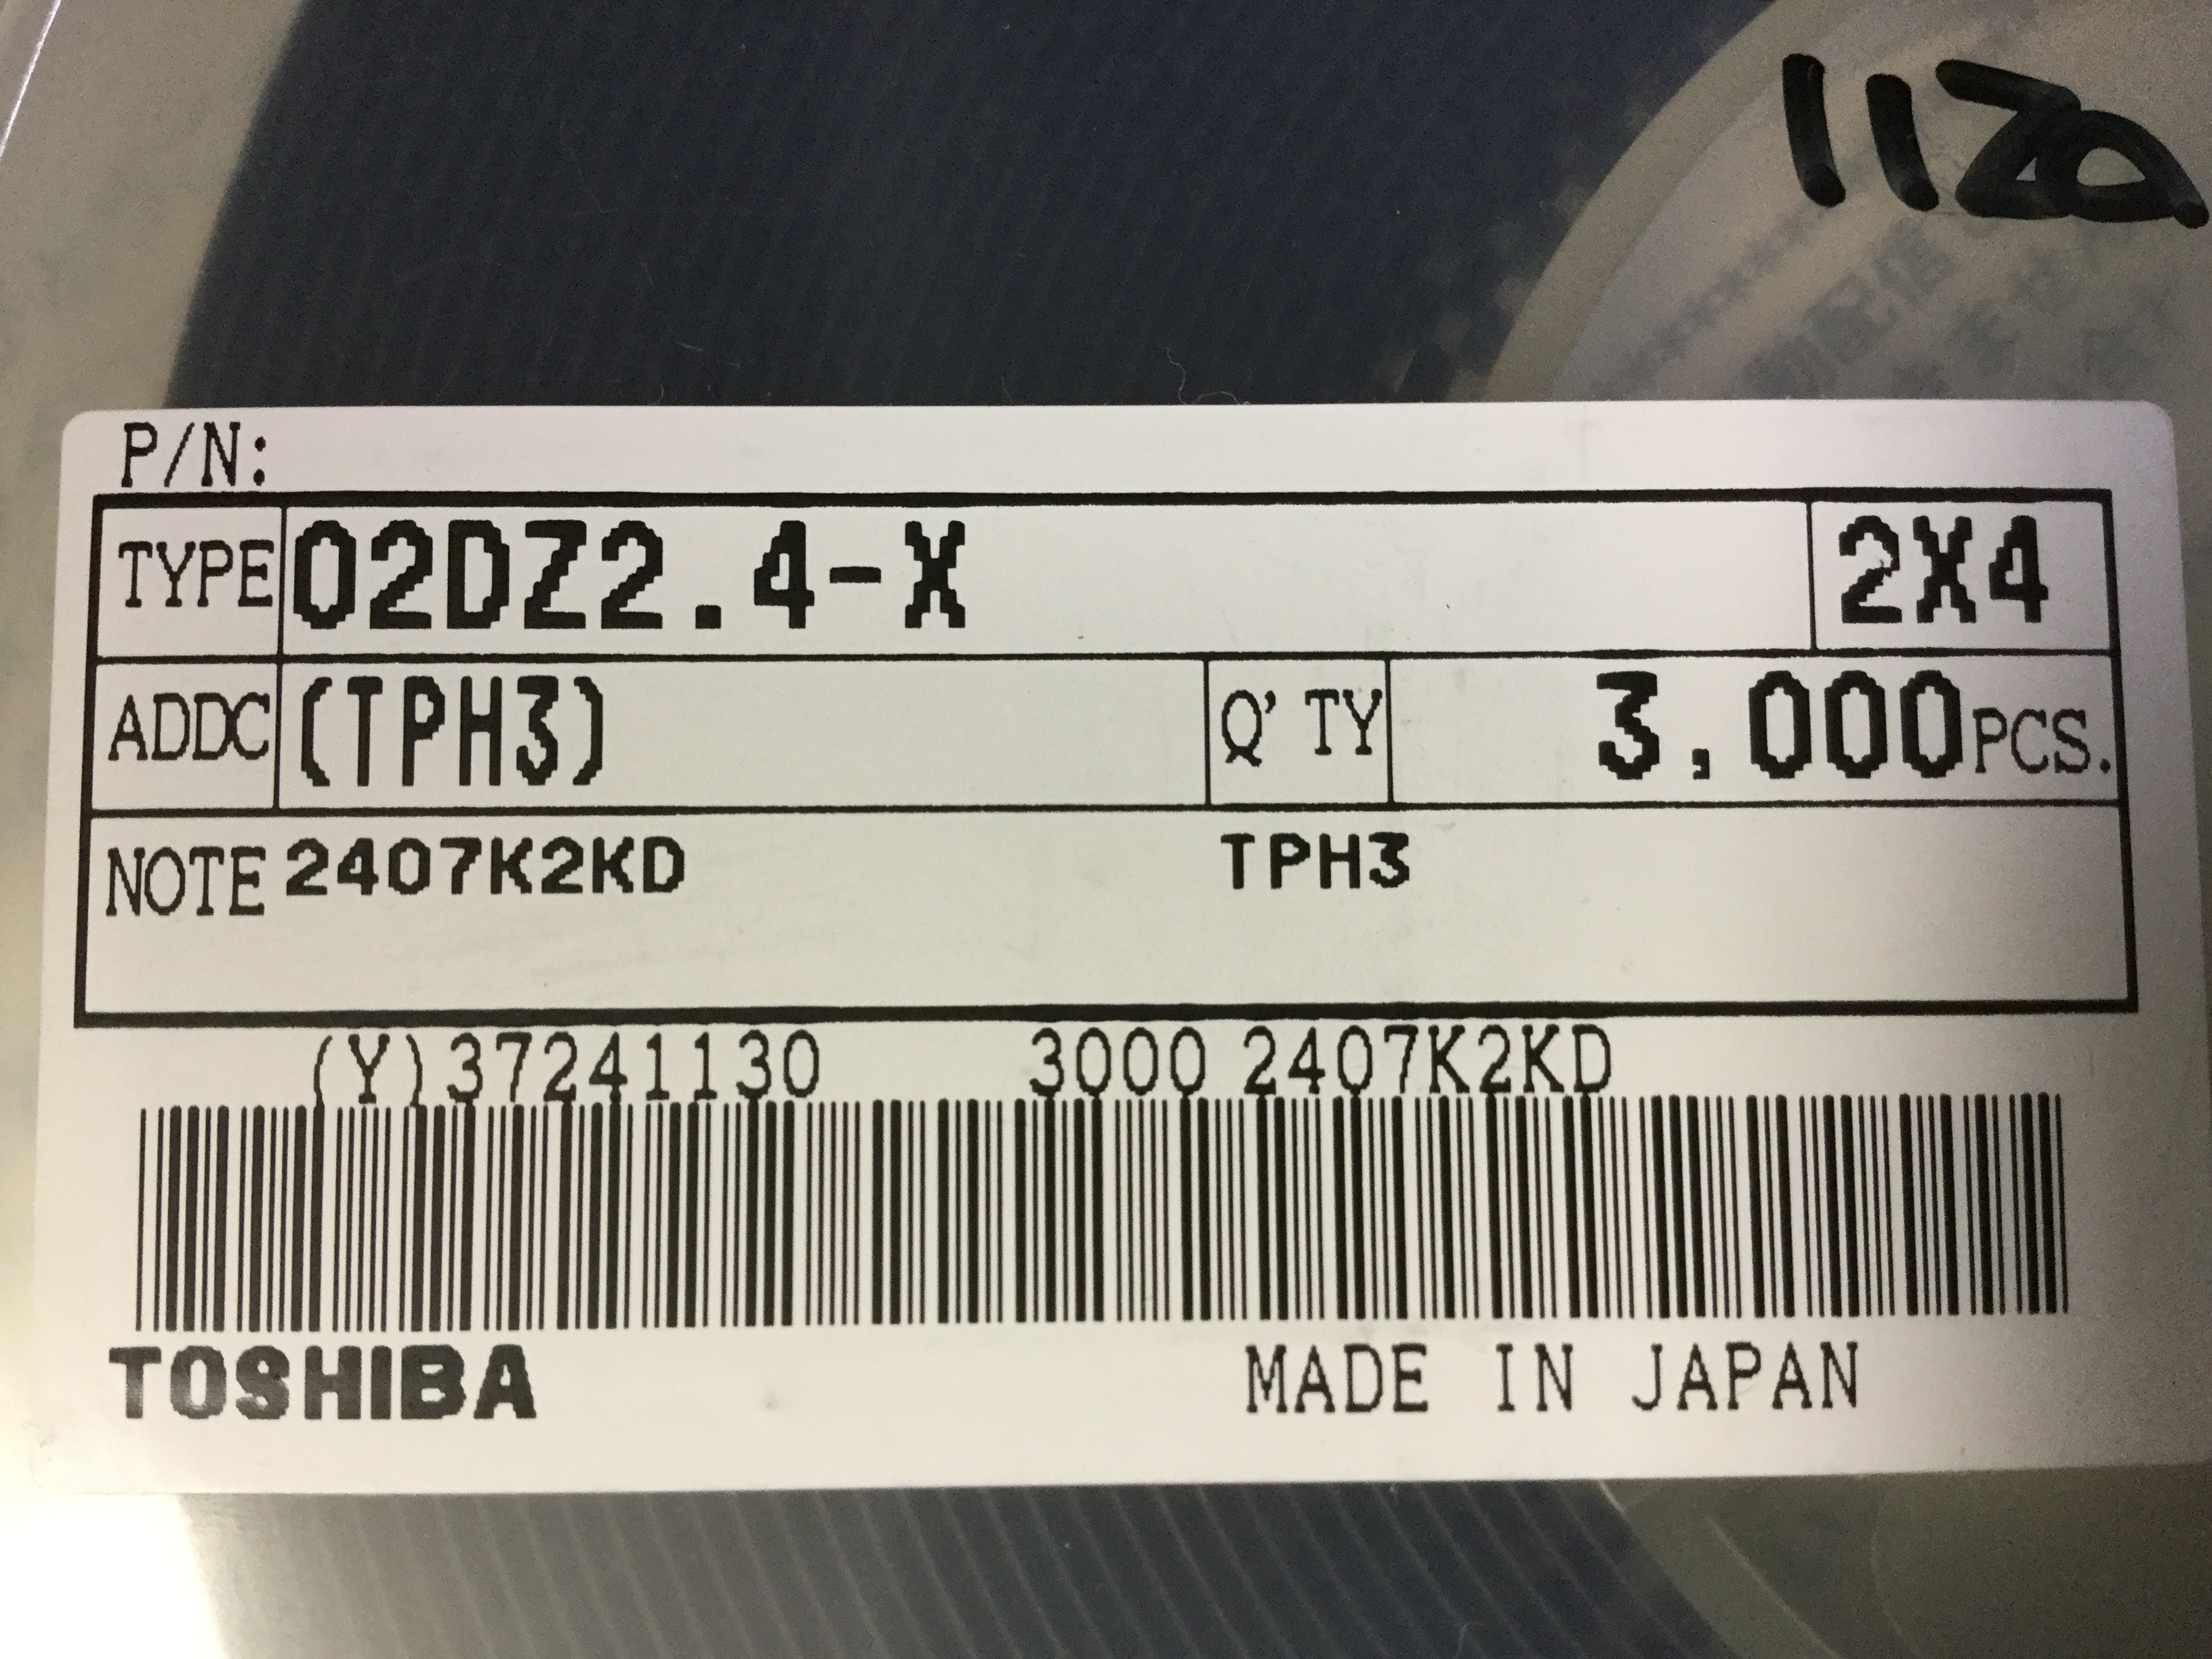 P/N:
TYPE 02DZ2.4-X 2X4
ADDC (TPH3) Q'TY 3,000PCS.
NOTE 2407K2KD TPH3
(Y)37241130 3000 2407K2KD
TOSHIBA MADE IN JAPAN